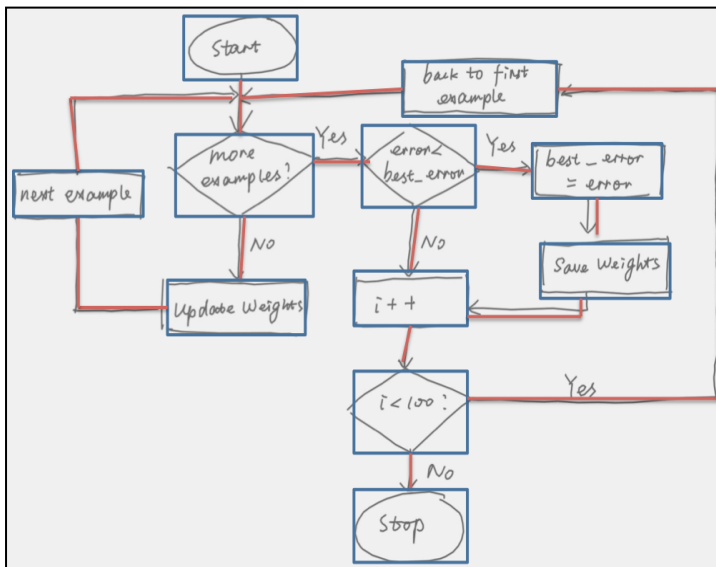 Start
back to first
example
more
examples?
Yes
error<
best_error
Yes
best_error
= error
next example
No
No
Save Weights
Update Weights
i++
i<100?
Yes
No
Stop